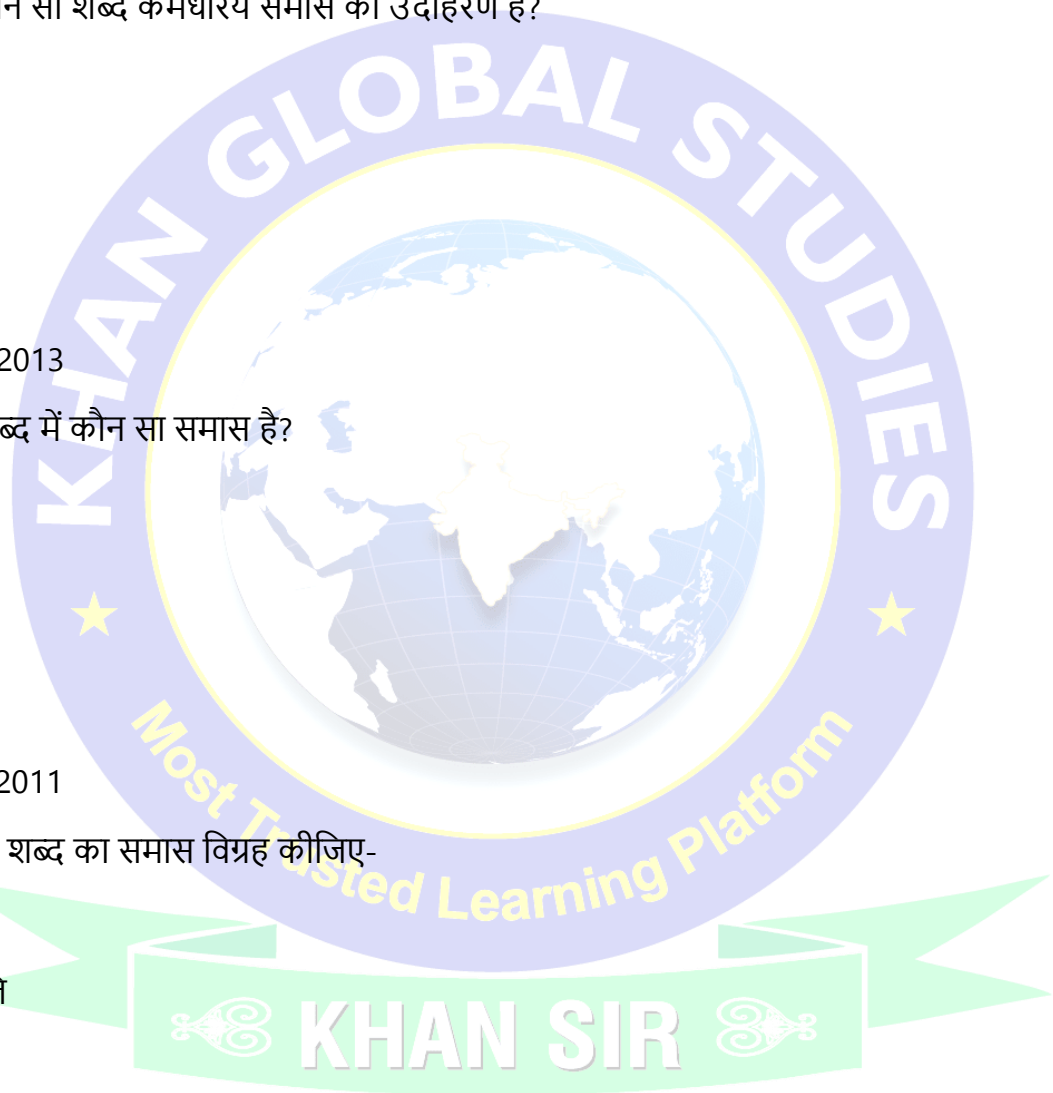 सा शब्द कर्मधारय समास का उदाहरण है?
KHAN GLOBAL STUDIES
2013
में कौन सा समास है?
2011
शब्द का समास विग्रह कीजिए-
Most Trusted Learning Platform
KHAN SIR